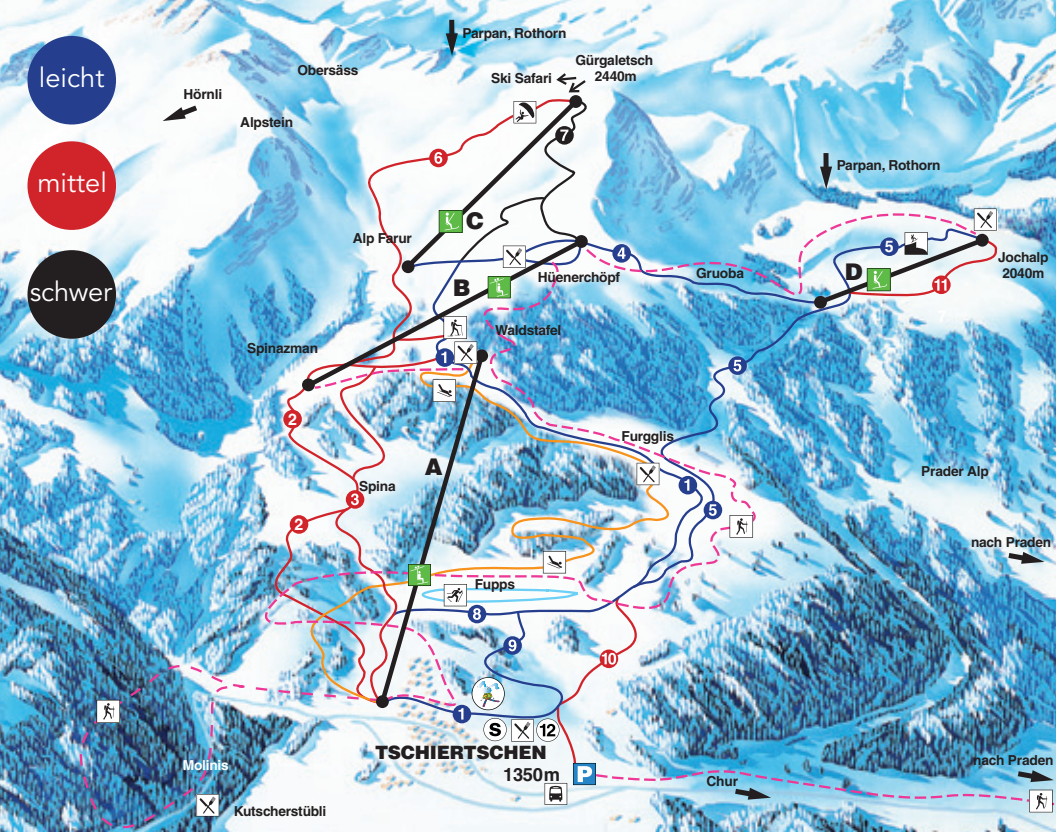 Parpan, Rothorn
Gürgaletsch
2440m
Ski Safari
Obersäss
leicht
Hörnli
Alpstein
7
6
Parpan, Rothorn
mittel
C
Alp Farur
4
5
Jochalp
2040m
Hüenerchöpf
Gruoba
D
11
B
schwer
Waldstafel
Spinazman
1
5
2
Furgglis
A
Prader Alp
Spina
3
1
5
2
nach Praden
Fupps
8
9
10
1
S
12
TSCHIERTSCHEN
1350m
P
Molinis
nach Praden
Chur
Kutscherstübli